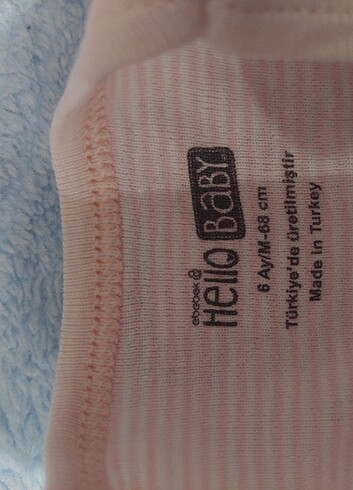 ebebek
Hello BABY
6 Ay/M-68 cm
Türkiye'de üretilmiştir
Made in Turkey